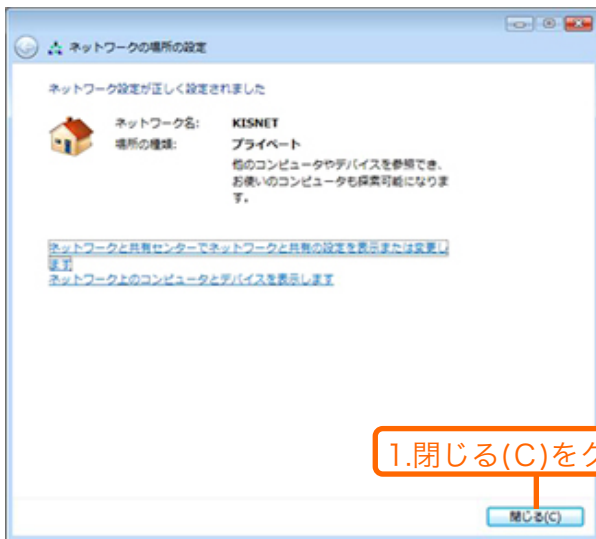 ネットワークの場所の設定
ネットワーク設定が正しく設定されました
ネットワーク名: KISNET
場所の種類: プライベート
他のコンピュータやデバイスを参照でき、
お使いのコンピュータも探索可能になりま
す。
ネットワークと共有センターでネットワークと共有の設定を表示または変更し
ます
ネットワーク上のコンピュータとデバイスを表示します
1.閉じる(C)をク
閉じる(C)